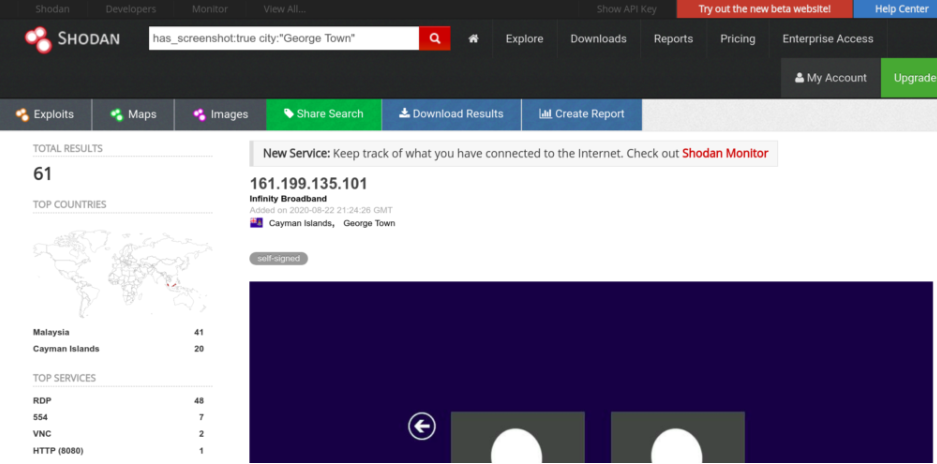 Shodan Developers Monitor View All... Show API Key Try out the new beta website! Help Center
SHODAN has_screenshot:true city:"George Town" Explore Downloads Reports Pricing Enterprise Access
My Account Upgrade
Exploits Maps Images Share Search Download Results Create Report
TOTAL RESULTS
61
TOP COUNTRIES
Malaysia 41
Cayman Islands 20
TOP SERVICES
RDP 48
554 7
VNC 2
HTTP (8080) 1
New Service: Keep track of what you have connected to the Internet. Check out Shodan Monitor
161.199.135.101
Infinity Broadband
Added on 2020-08-22 21:24:26 GMT
Cayman Islands, George Town
self-signed